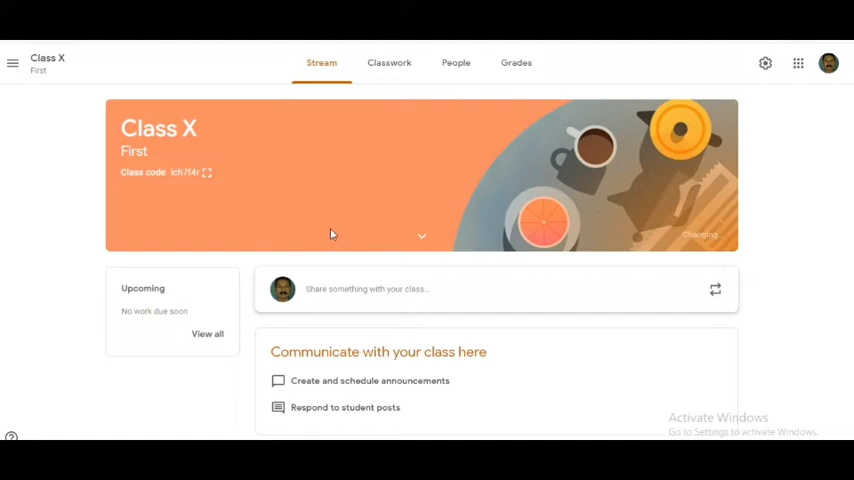 Class X
First
Stream
Classwork
People
Grades
Class X
First
Class code ich7f4r
Changing...
Upcoming
No work due soon
View all
Share something with your class...
Communicate with your class here
Create and schedule announcements
Respond to student posts
Activate Windows
Go to Settings to activate Windows.